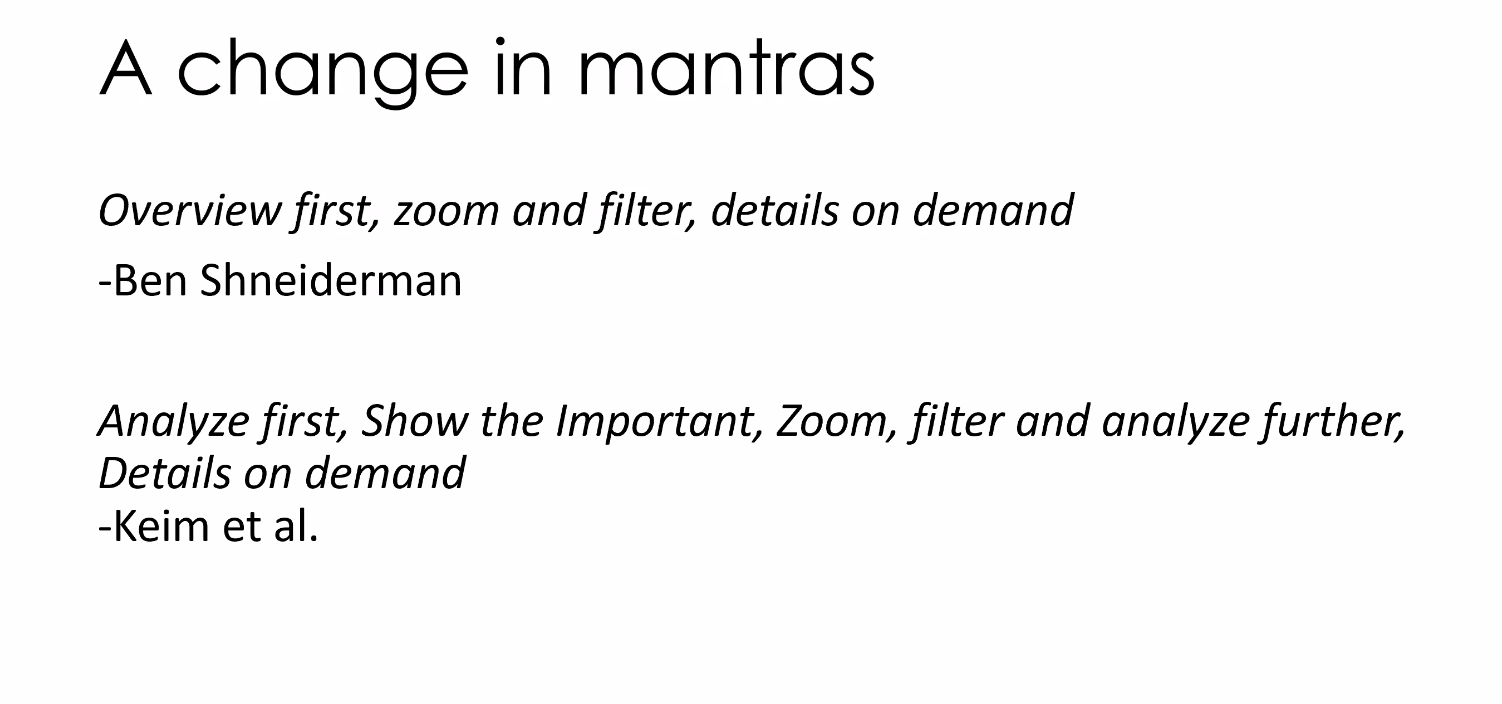 A change in mantras
Overview first, zoom and filter, details on demand
-Ben Shneiderman
Analyze first, Show the Important, Zoom, filter and analyze further,
Details on demand
-Keim et al.